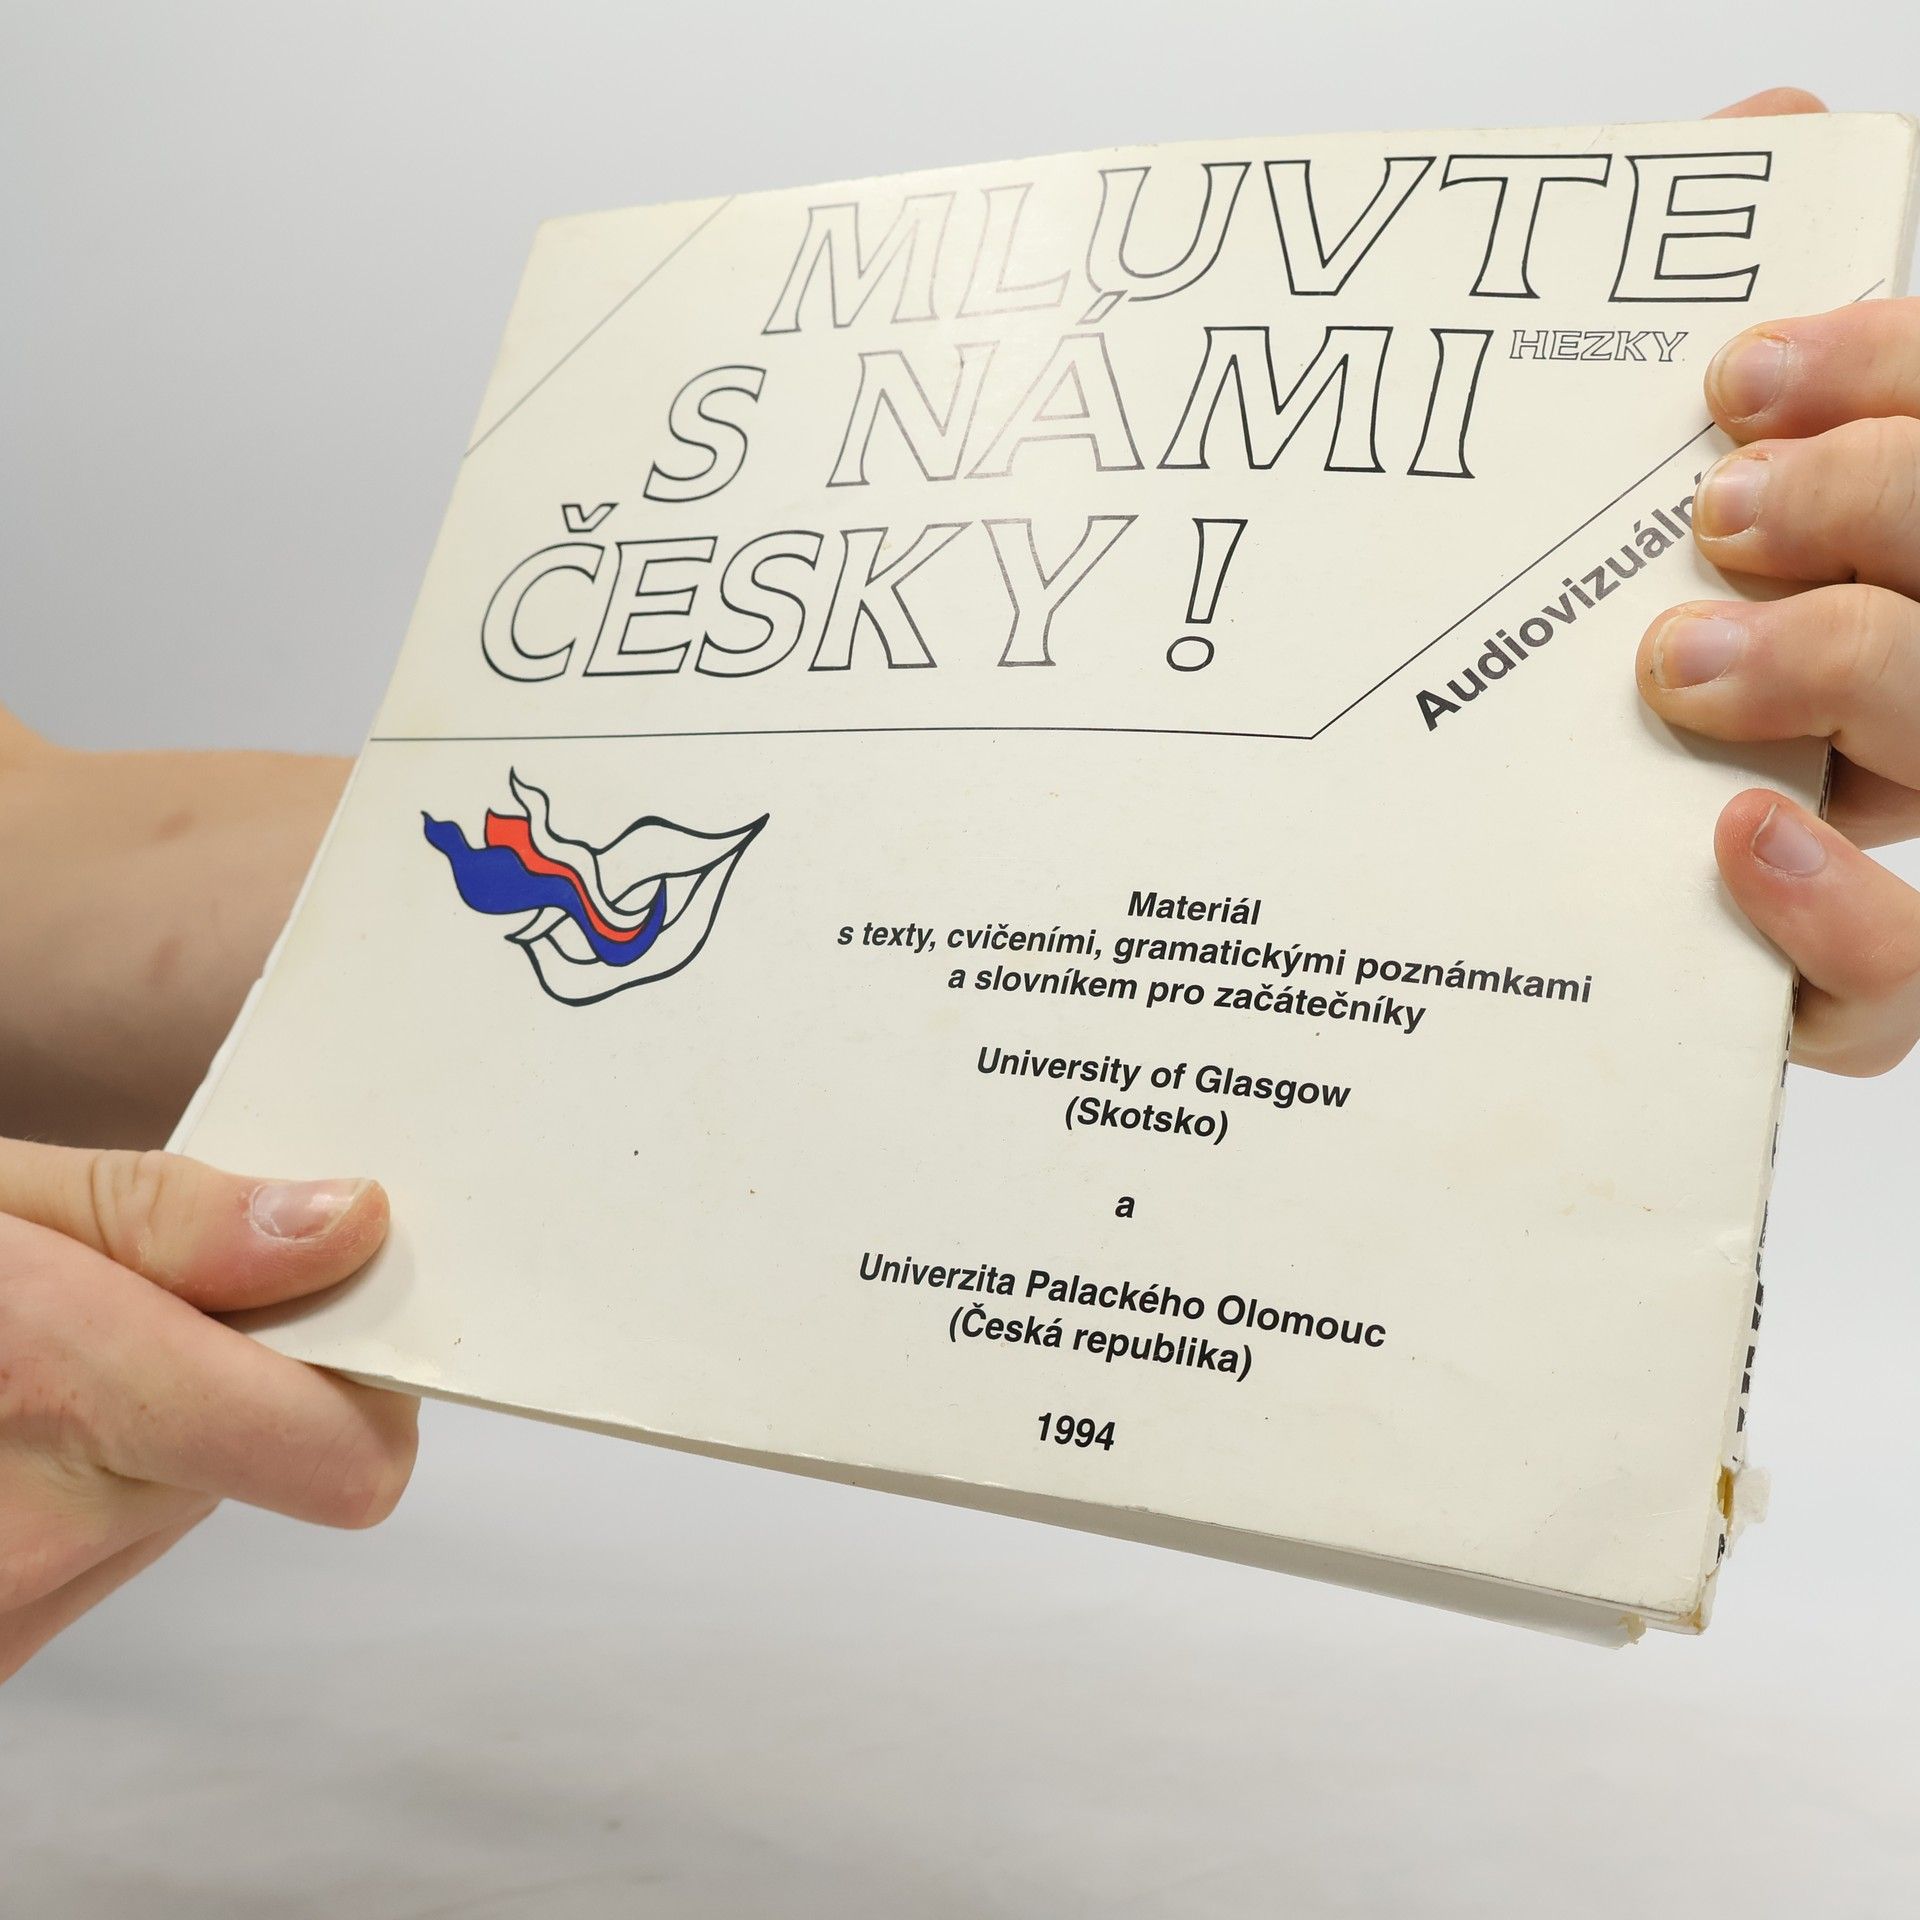 MLUVTE
S NÁMI HEZKY
ČESKY!
Materiál
s texty, cvičeními, gramatickými poznámkami
a slovníkem pro začátečníky
University of Glasgow
(Skotsko)
a
Univerzita Palackého Olomouc
(Česká republika)
1994